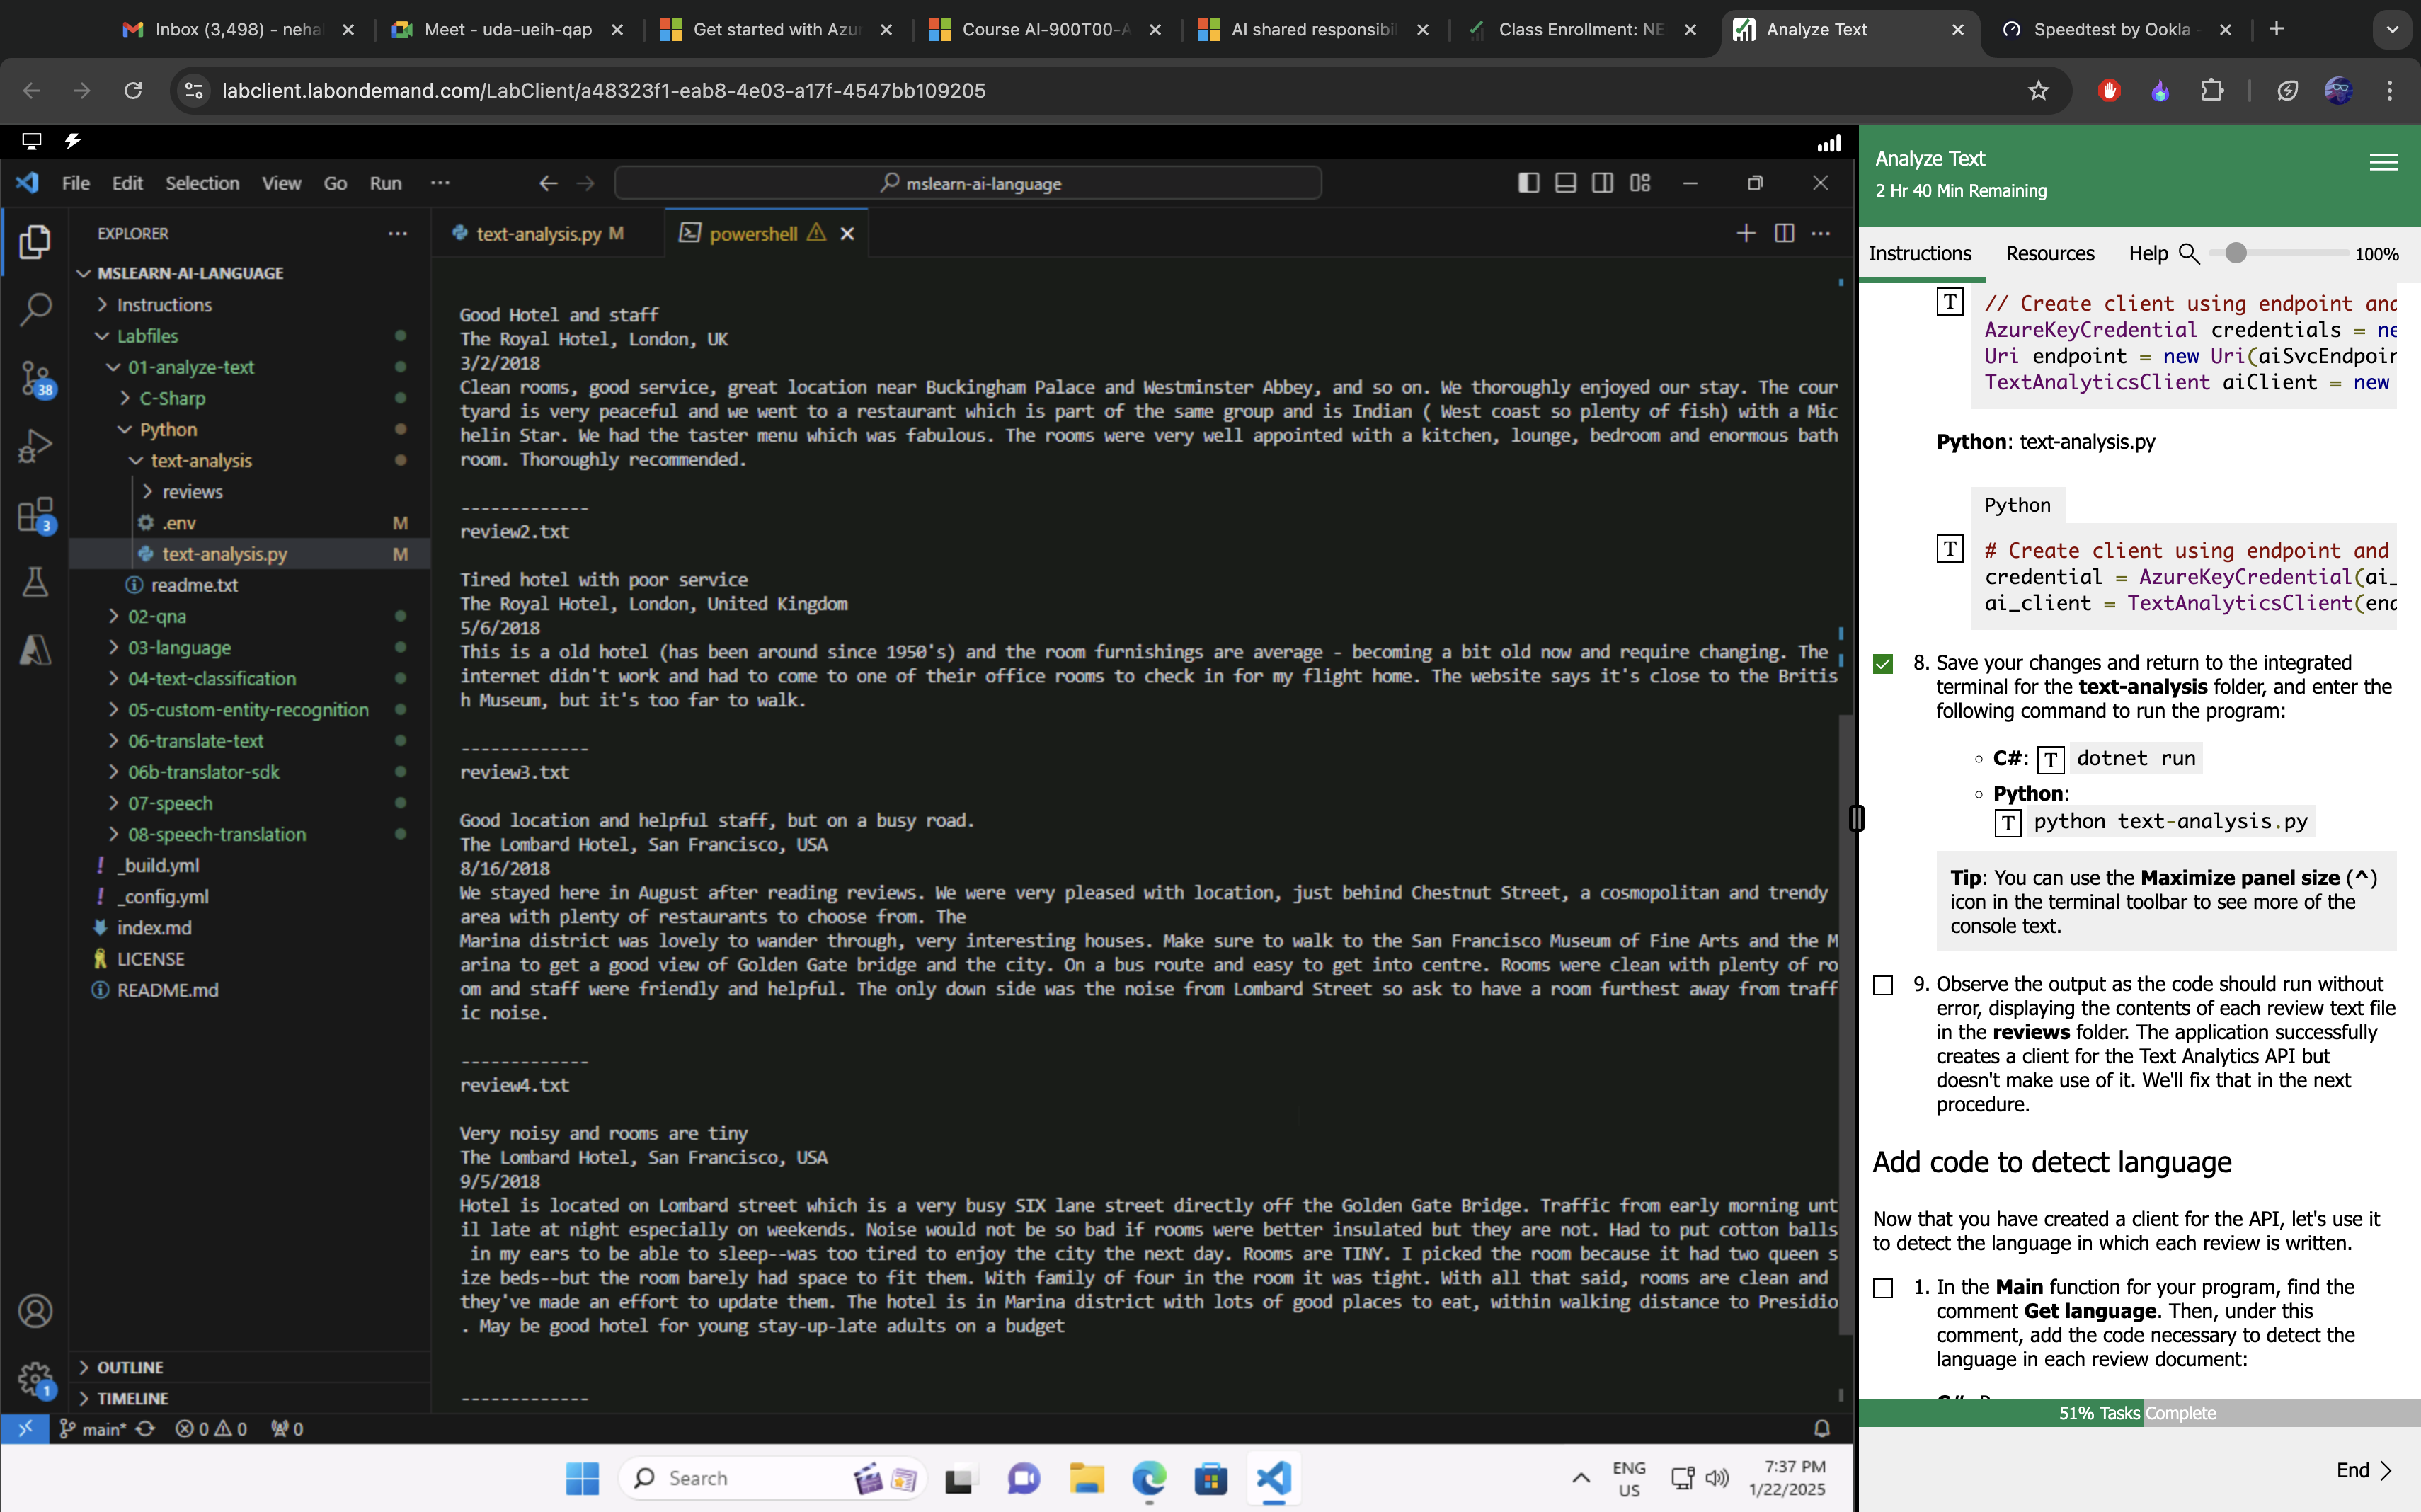 Inbox (3,498) - neha
Meet - uda-ueih-qap
Get started with Azu
Course AI-900T00-A
AI shared responsibil
Class Enrollment: NE
Analyze Text
Speedtest by Ookla -
labclient.labondemand.com/LabClient/a48323f1-eab8-4e03-a17f-4547bb109205
File Edit Selection View Go Run ···
mslearn-ai-language
EXPLORER
MSLEARN-AI-LANGUAGE
Instructions
Labfiles
01-analyze-text
C-Sharp
Python
text-analysis
reviews
.env M
text-analysis.py M
readme.txt
02-qna
03-language
04-text-classification
05-custom-entity-recognition
06-translate-text
06b-translator-sdk
07-speech
08-speech-translation
_build.yml
_config.yml
index.md
LICENSE
README.md
OUTLINE
TIMELINE
38
3
1
text-analysis.py M
powershell
Good Hotel and staff
The Royal Hotel, London, UK
3/2/2018
Clean rooms, good service, great location near Buckingham Palace and Westminster Abbey, and so on. We thoroughly enjoyed our stay. The cour
tyard is very peaceful and we went to a restaurant which is part of the same group and is Indian ( West coast so plenty of fish) with a Mic
helin Star. We had the taster menu which was fabulous. The rooms were very well appointed with a kitchen, lounge, bedroom and enormous bath
room. Thoroughly recommended.
-------------
review2.txt
Tired hotel with poor service
The Royal Hotel, London, United Kingdom
5/6/2018
This is a old hotel (has been around since 1950's) and the room furnishings are average - becoming a bit old now and require changing. The
internet didn't work and had to come to one of their office rooms to check in for my flight home. The website says it's close to the Britis
h Museum, but it's too far to walk.
-------------
review3.txt
Good location and helpful staff, but on a busy road.
The Lombard Hotel, San Francisco, USA
8/16/2018
We stayed here in August after reading reviews. We were very pleased with location, just behind Chestnut Street, a cosmopolitan and trendy
area with plenty of restaurants to choose from. The
Marina district was lovely to wander through, very interesting houses. Make sure to walk to the San Francisco Museum of Fine Arts and the M
arina to get a good view of Golden Gate bridge and the city. On a bus route and easy to get into centre. Rooms were clean with plenty of ro
om and staff were friendly and helpful. The only down side was the noise from Lombard Street so ask to have a room furthest away from traff
ic noise.
-------------
review4.txt
Very noisy and rooms are tiny
The Lombard Hotel, San Francisco, USA
9/5/2018
Hotel is located on Lombard street which is a very busy SIX lane street directly off the Golden Gate Bridge. Traffic from early morning unt
il late at night especially on weekends. Noise would not be so bad if rooms were better insulated but they are not. Had to put cotton balls
in my ears to be able to sleep--was too tired to enjoy the city the next day. Rooms are TINY. I picked the room because it had two queen s
ize beds--but the room barely had space to fit them. With family of four in the room it was tight. With all that said, rooms are clean and
they've made an effort to update them. The hotel is in Marina district with lots of good places to eat, within walking distance to Presidio
. May be good hotel for young stay-up-late adults on a budget
-------------
main* 0 0 0
Search
ENG
US
7:37 PM
1/22/2025
Analyze Text
2 Hr 40 Min Remaining
Instructions Resources Help 100%
T
// Create client using endpoint and
AzureKeyCredential credentials = ne
Uri endpoint = new Uri(aiSvcEndpoin
TextAnalyticsClient aiClient = new
Python: text-analysis.py
Python
T
# Create client using endpoint and
credential = AzureKeyCredential(ai_
ai_client = TextAnalyticsClient(end
8. Save your changes and return to the integrated
terminal for the text-analysis folder, and enter the
following command to run the program:
C#: T dotnet run
Python:
T python text-analysis.py
Tip: You can use the Maximize panel size (^)
icon in the terminal toolbar to see more of the
console text.
9. Observe the output as the code should run without
error, displaying the contents of each review text file
in the reviews folder. The application successfully
creates a client for the Text Analytics API but
doesn't make use of it. We'll fix that in the next
procedure.
Add code to detect language
Now that you have created a client for the API, let's use it
to detect the language in which each review is written.
1. In the Main function for your program, find the
comment Get language. Then, under this
comment, add the code necessary to detect the
language in each review document:
51% Tasks Complete
End